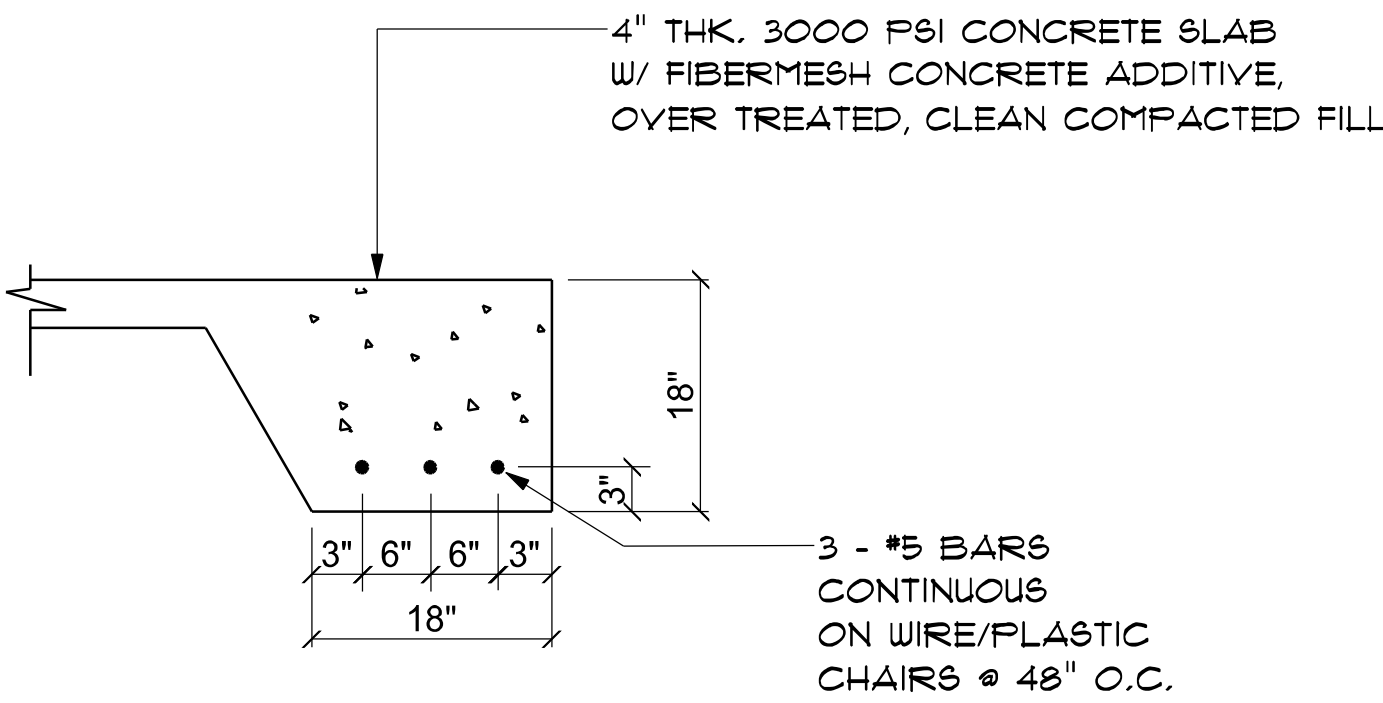 4" THK. 3000 PSI CONCRETE SLAB
W/ FIBERMESH CONCRETE ADDITIVE,
OVER TREATED, CLEAN COMPACTED FILL
18"
3"
3" 6" 6" 3"
18"
3 - #5 BARS
CONTINUOUS
ON WIRE/PLASTIC
CHAIRS @ 48" O.C.